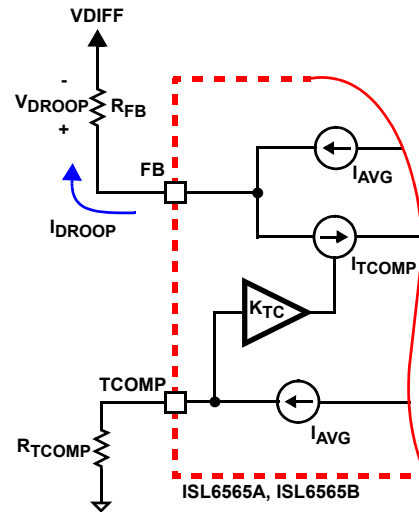 VDIFF
-
VDROOP
RFB
+
FB
IDROOP
IAVG
ITCOMP
KTC
TCOMP
IAVG
RTCOMP
ISL6565A, ISL6565B